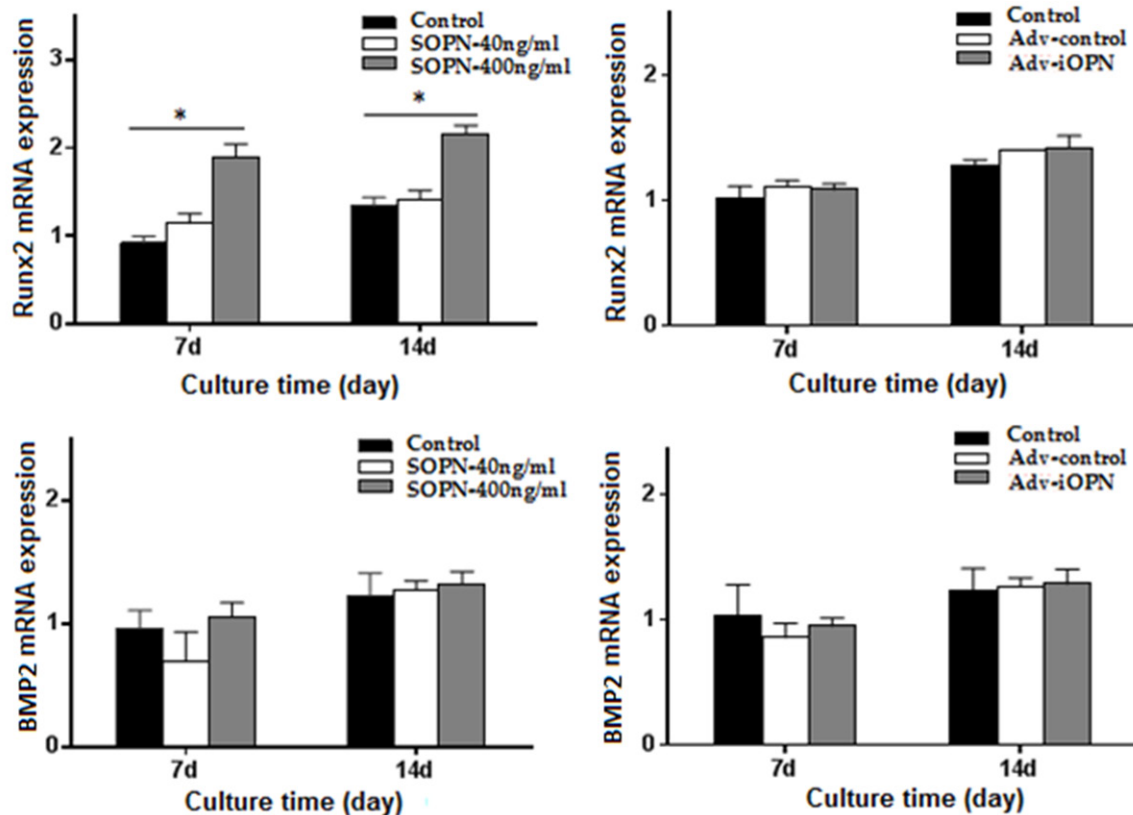 Runx2 mRNA expression
3
2
1
0
Control
SOPN-40ng/ml
SOPN-400ng/ml
*
*
7d
14d
Culture time (day)
Runx2 mRNA expression
2
1
0
Control
Adv-control
Adv-iOPN
7d
14d
Culture time (day)
BMP2 mRNA expression
2
1
0
Control
SOPN-40ng/ml
SOPN-400ng/ml
7d
14d
Culture time (day)
BMP2 mRNA expression
2
1
0
Control
Adv-control
Adv-iOPN
7d
14d
Culture time (day)